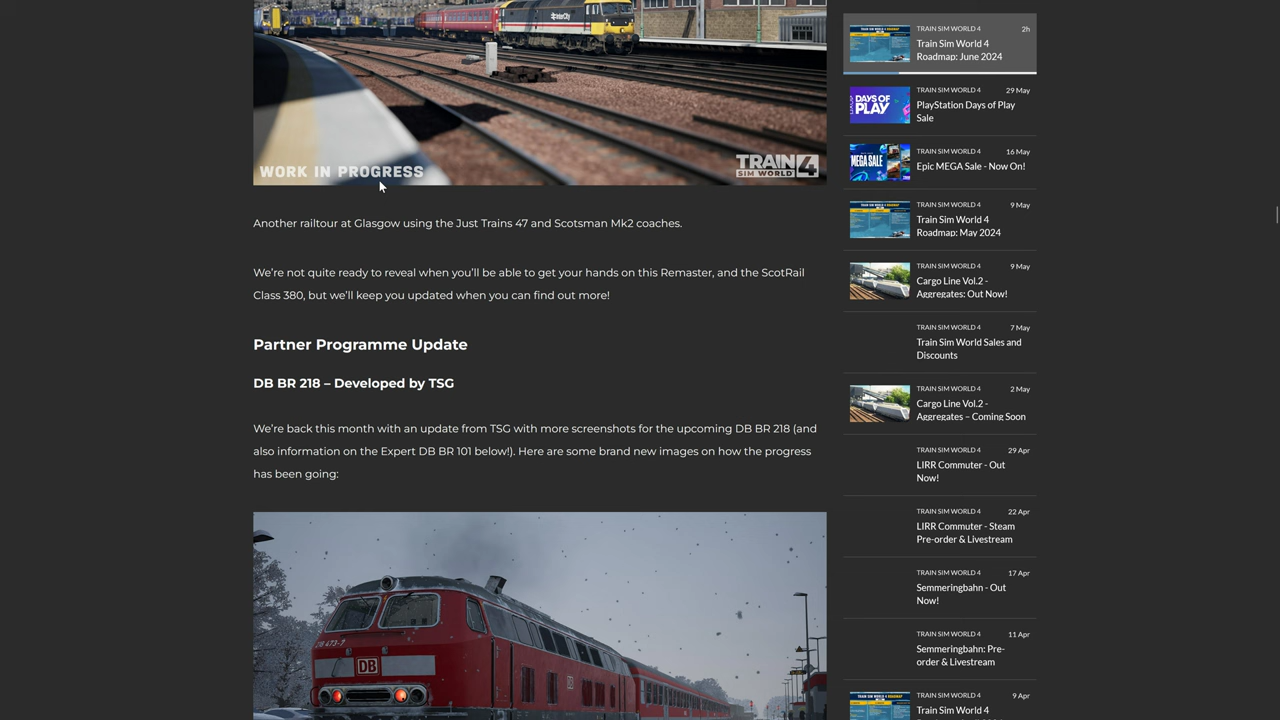 InterCity
WORK IN PROGRESS
TRAIN
SIM WORLD 4
Another railtour at Glasgow using the Just Trains 47 and Scotsman Mk2 coaches.
We're not quite ready to reveal when you'll be able to get your hands on this Remaster, and the ScotRail
Class 380, but we'll keep you updated when you can find out more!
Partner Programme Update
DB BR 218 – Developed by TSG
We're back this month with an update from TSG with more screenshots for the upcoming DB BR 218 (and
also information on the Expert DB BR 101 below!). Here are some brand new images on how the progress
has been going:
DB
TRAIN SIM WORLD 4 2h
Train Sim World 4
Roadmap: June 2024
DAYS OF
PLAY
TRAIN SIM WORLD 4 29 May
PlayStation Days of Play
Sale
MEGA SALE
TRAIN SIM WORLD 4 16 May
Epic MEGA Sale - Now On!
TRAIN SIM WORLD 4 9 May
Train Sim World 4
Roadmap: May 2024
TRAIN SIM WORLD 4 9 May
Cargo Line Vol.2 -
Aggregates: Out Now!
TRAIN SIM WORLD 4 7 May
Train Sim World Sales and
Discounts
TRAIN SIM WORLD 4 2 May
Cargo Line Vol.2 -
Aggregates – Coming Soon
TRAIN SIM WORLD 4 29 Apr
LIRR Commuter - Out
Now!
TRAIN SIM WORLD 4 22 Apr
LIRR Commuter - Steam
Pre-order & Livestream
TRAIN SIM WORLD 4 17 Apr
Semmeringbahn - Out
Now!
TRAIN SIM WORLD 4 11 Apr
Semmeringbahn: Pre-
order & Livestream
TRAIN SIM WORLD 4 9 Apr
Train Sim World 4